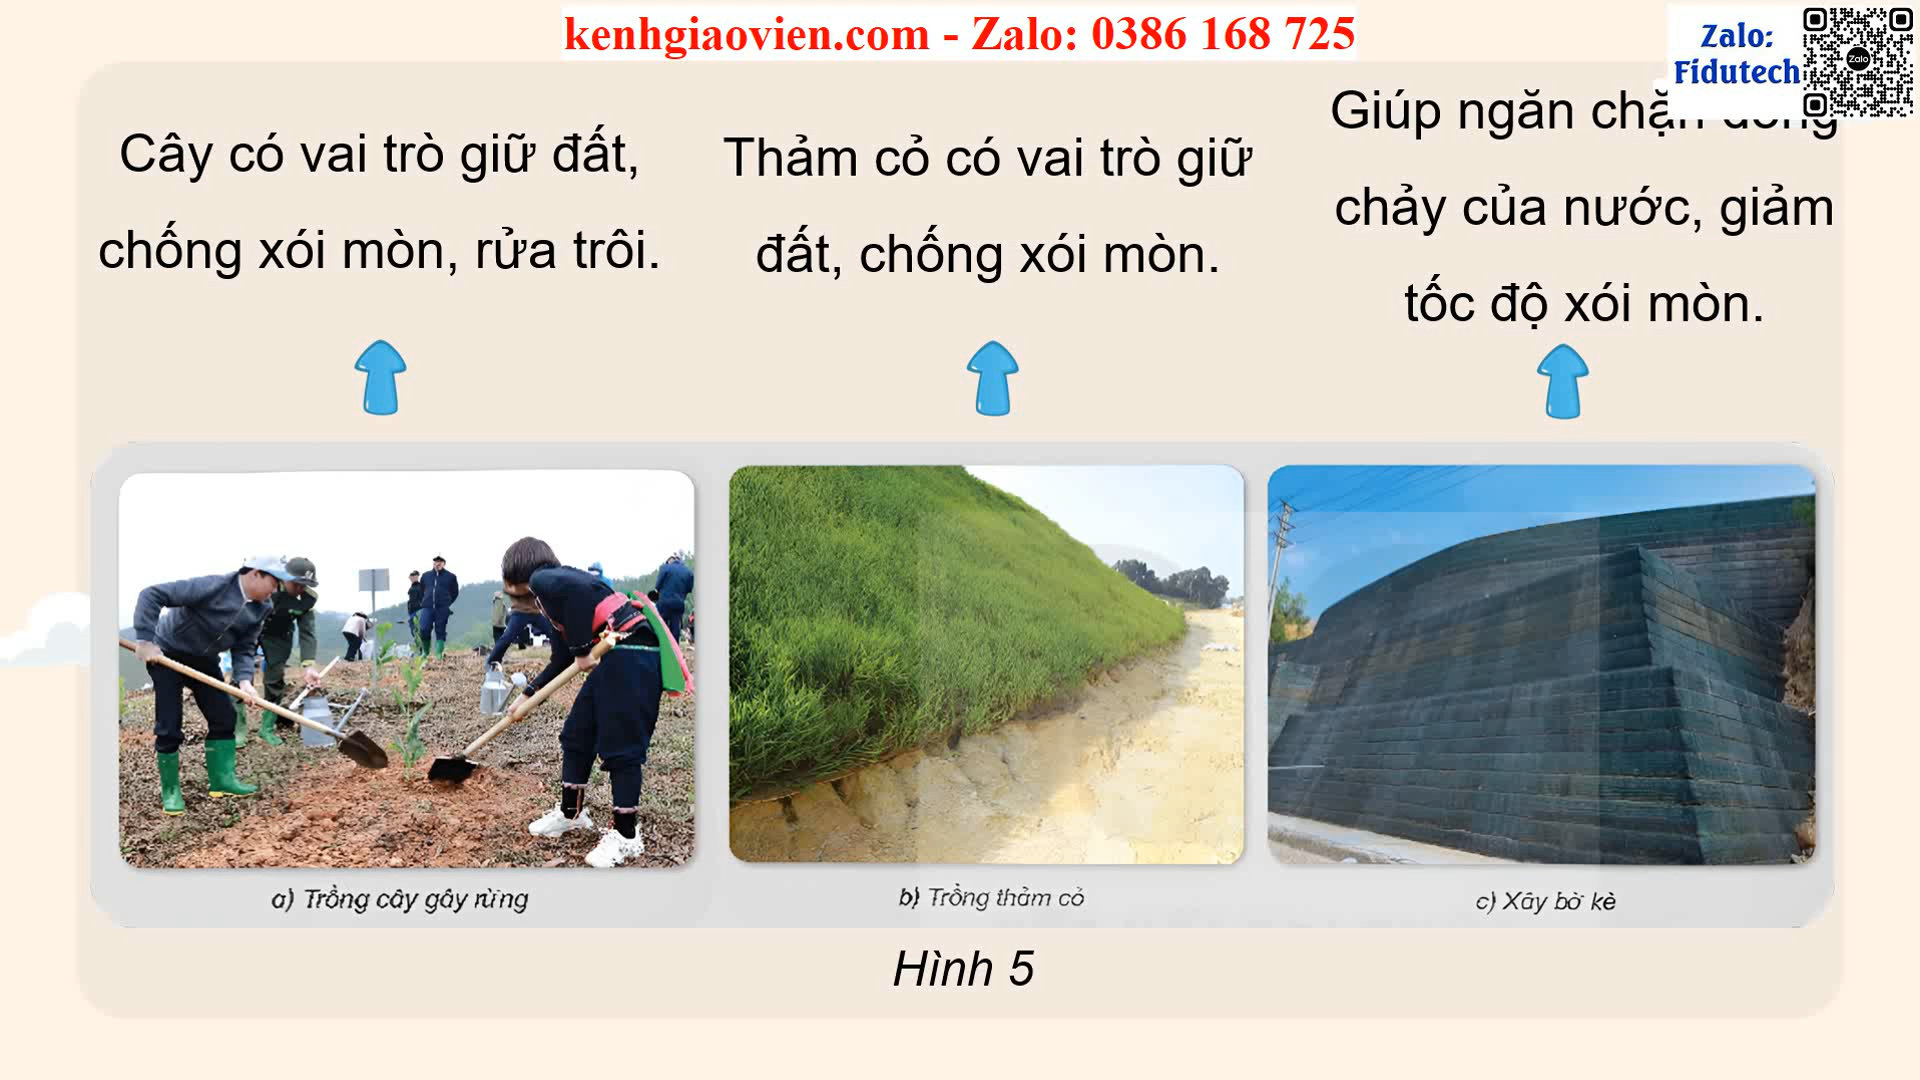 kenhgiaovien.com - Zalo: 0386 168 725
Zalo:
Fidutech
Zalo
Cây có vai trò giữ đất,
chống xói mòn, rửa trôi.
Thảm cỏ có vai trò giữ
đất, chống xói mòn.
Giúp ngăn chặn dòng
chảy của nước, giảm
tốc độ xói mòn.
a) Trồng cây gây rừng
b) Trồng thảm cỏ
c) Xây bờ kè
Hình 5